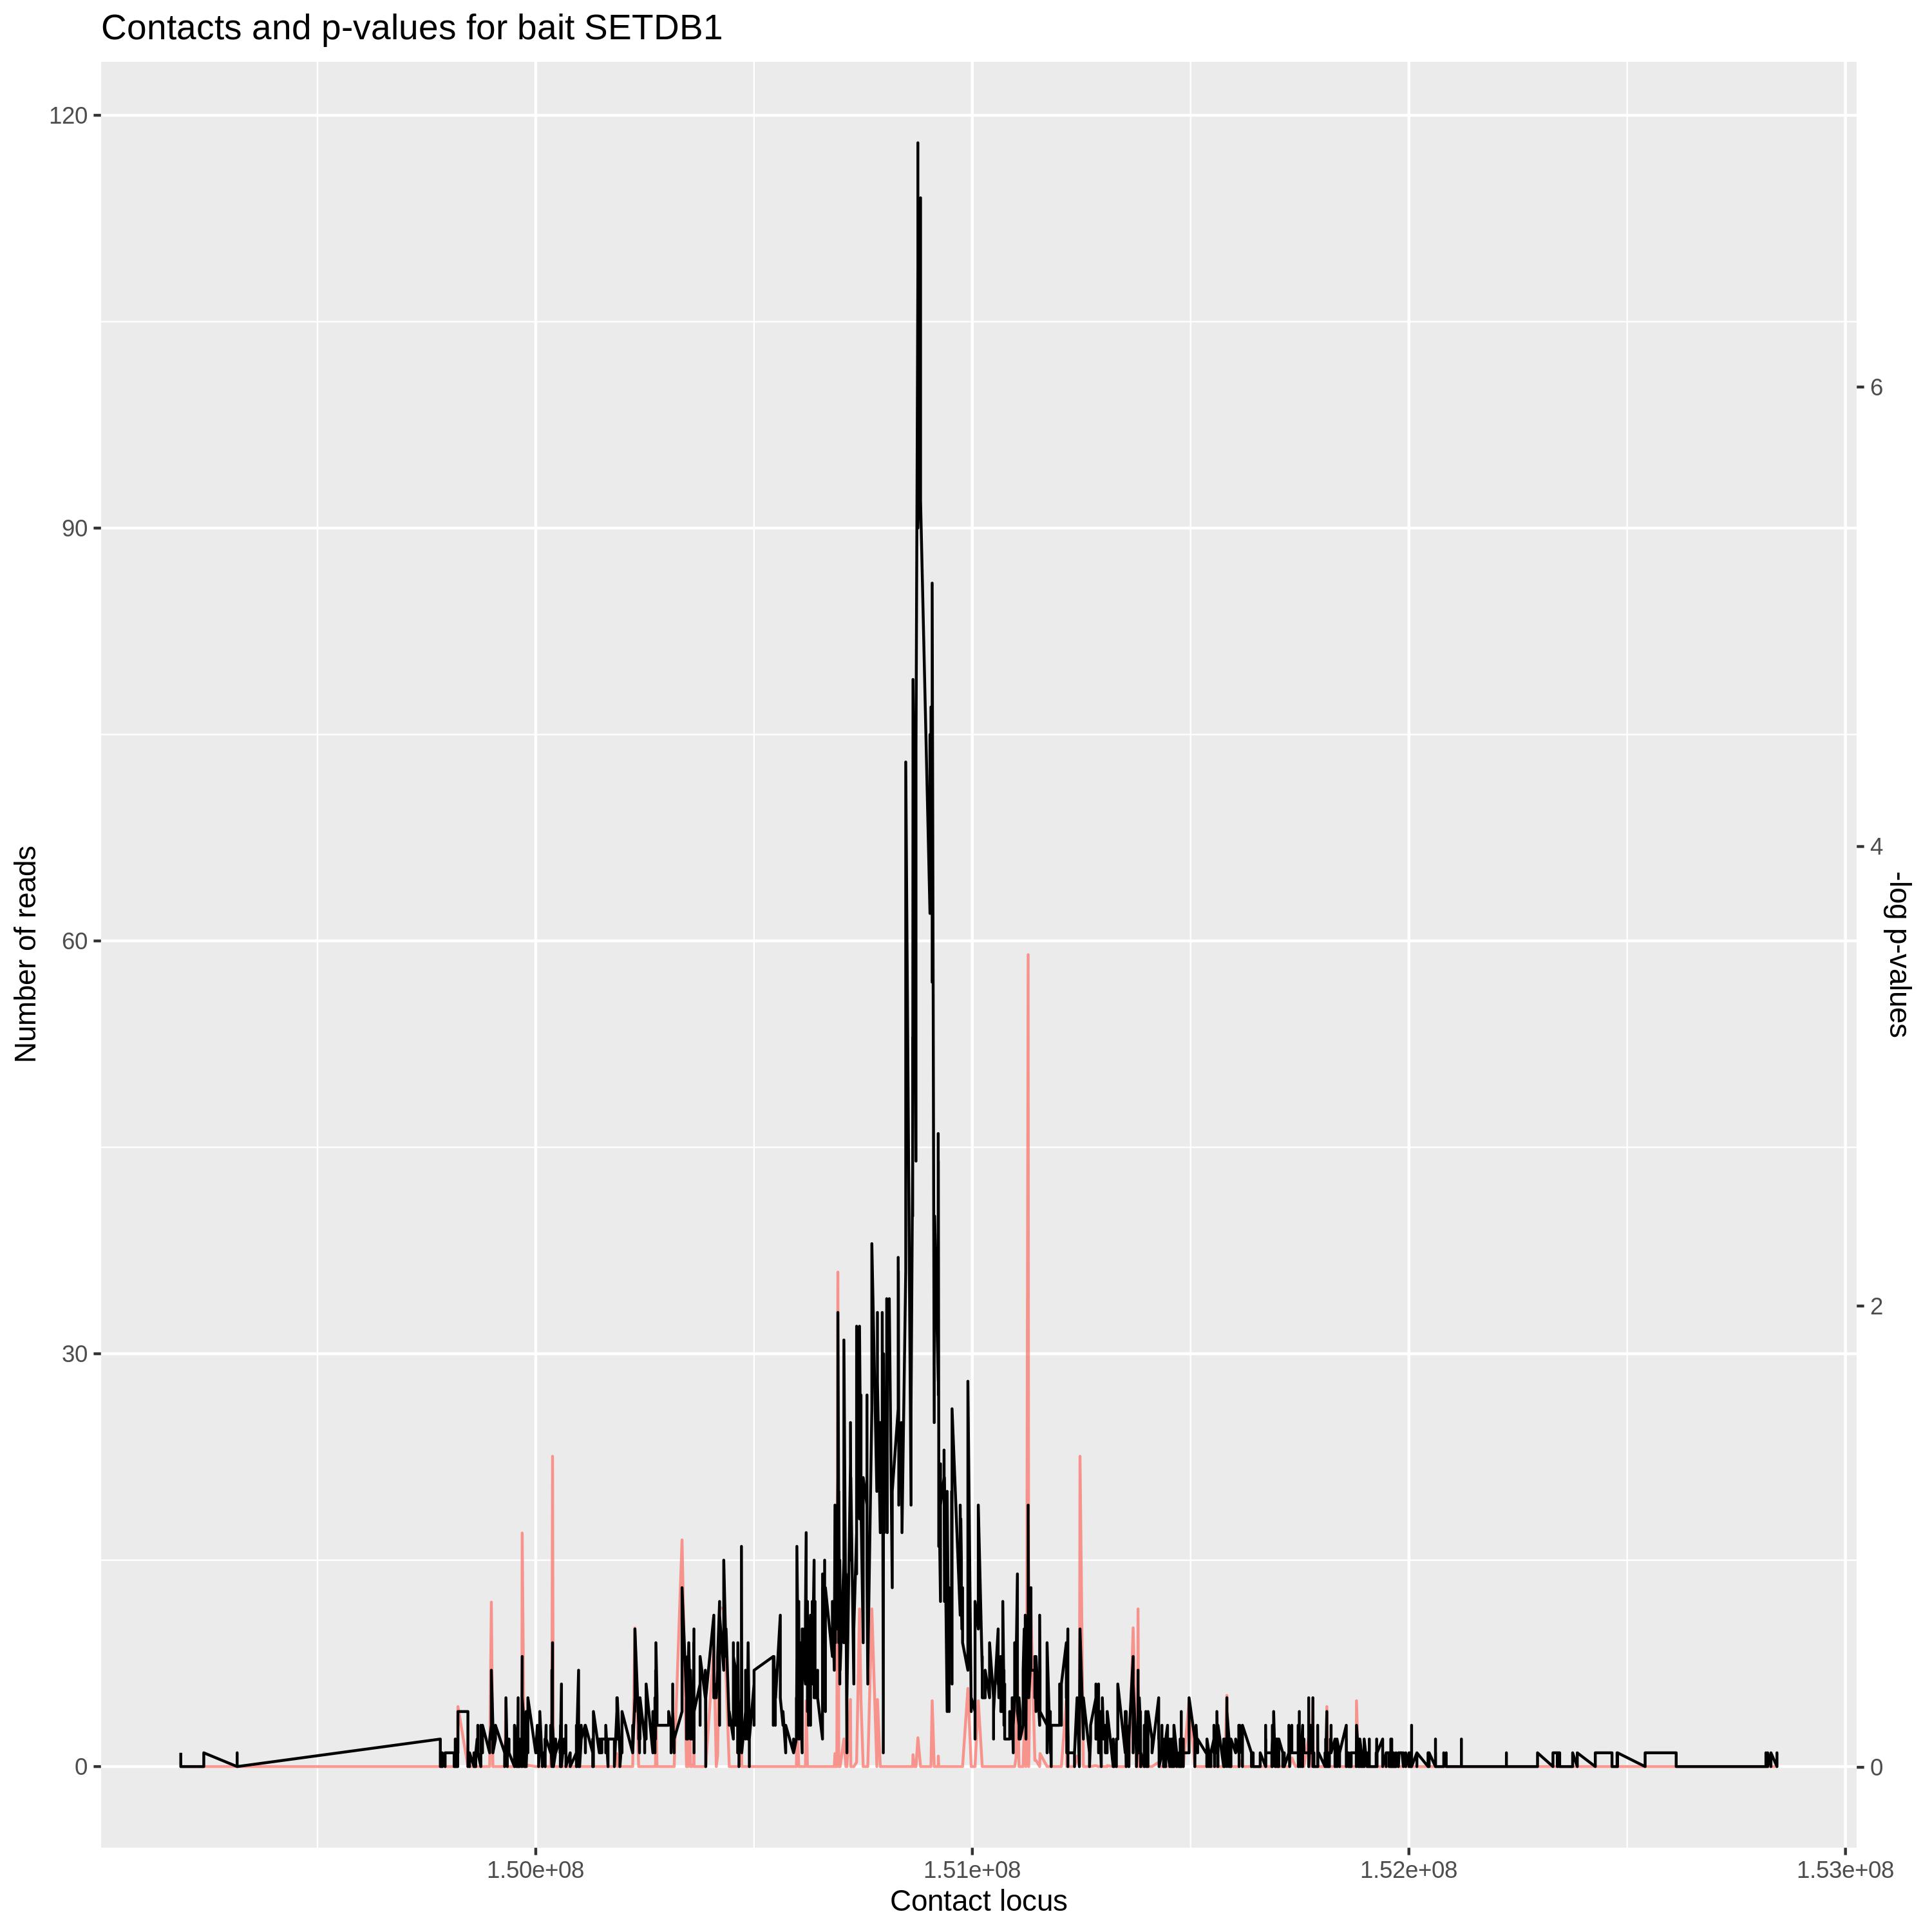 Contacts and p-values for bait SETDB1
120
90
60
30
0
Number of reads
6
4
2
0
-log p-values
1.50e+08
1.51e+08
1.52e+08
1.53e+08
Contact locus